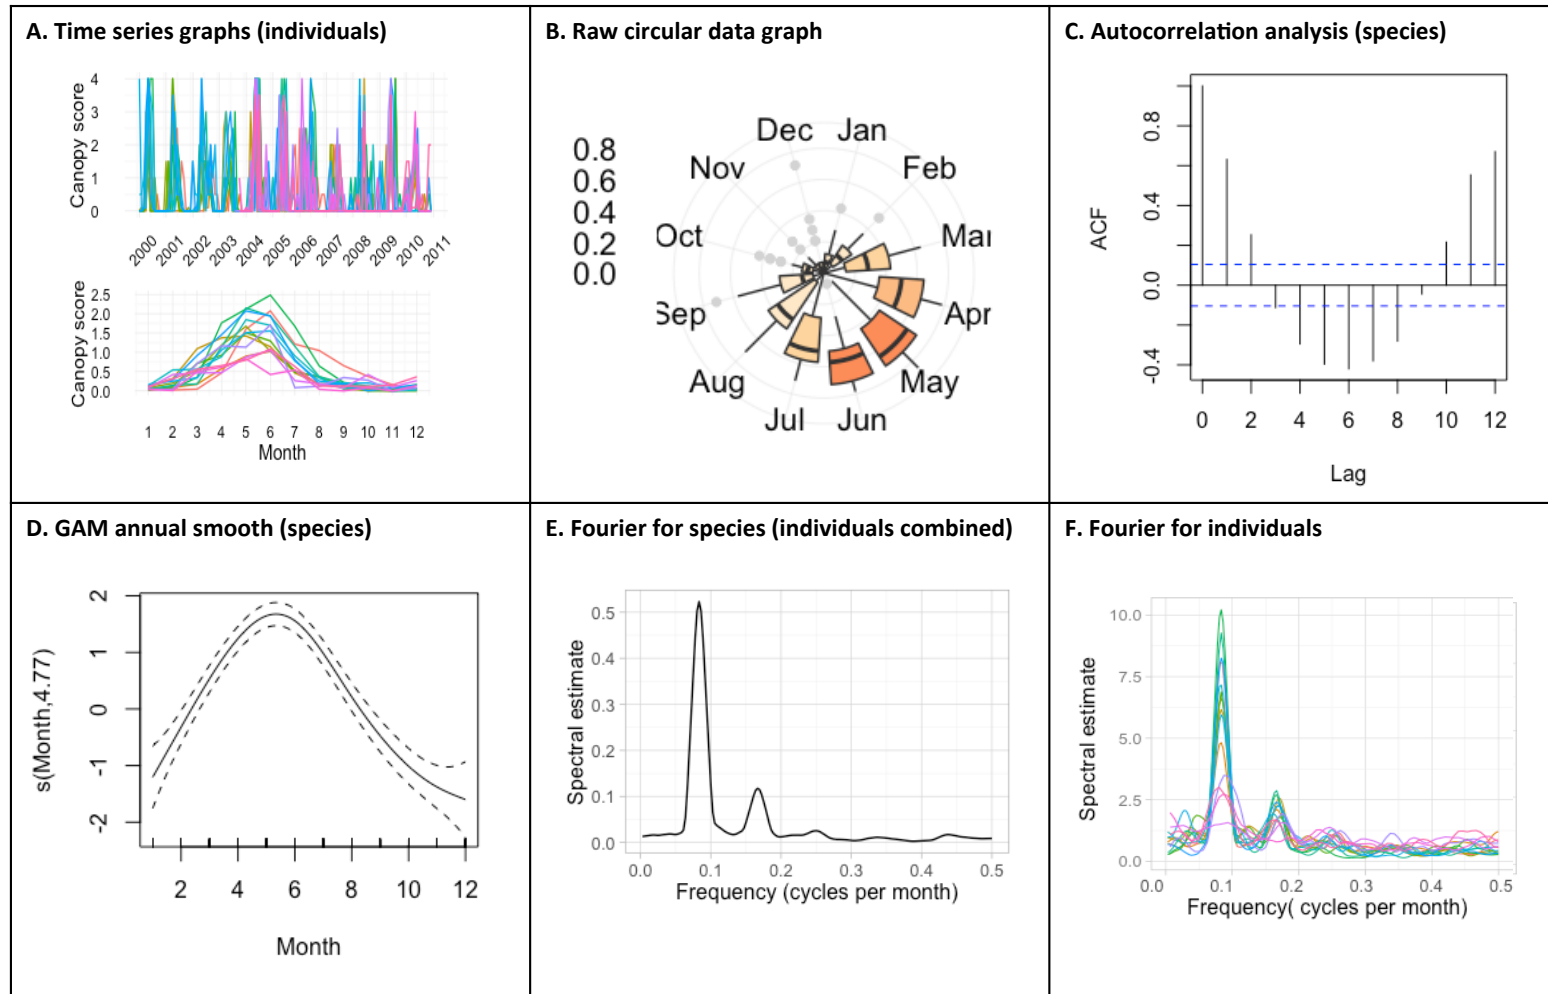 A. Time series graphs (individuals)
Canopy score
4
3
2
1
0
2000 2001 2002 2003 2004 2005 2006 2007 2008 2009 2010 2011
Canopy score
2.5
2.0
1.5
1.0
0.5
0.0
1 2 3 4 5 6 7 8 9 10 11 12
Month
B. Raw circular data graph
0.8
0.6
0.4
0.2
0.0
Dec Jan
Nov Feb
Oct Mar
Sep Apr
Aug May
Jul Jun
C. Autocorrelation analysis (species)
ACF
0.8
0.4
0.0
-0.4
0 2 4 6 8 10 12
Lag
D. GAM annual smooth (species)
s(Month,4.77)
2
1
0
-1
-2
2 4 6 8 10 12
Month
E. Fourier for species (individuals combined)
Spectral estimate
0.5
0.4
0.3
0.2
0.1
0.0
0.0 0.1 0.2 0.3 0.4 0.5
Frequency (cycles per month)
F. Fourier for individuals
Spectral estimate
10.0
7.5
5.0
2.5
0.0
0.0 0.1 0.2 0.3 0.4 0.5
Frequency( cycles per month)